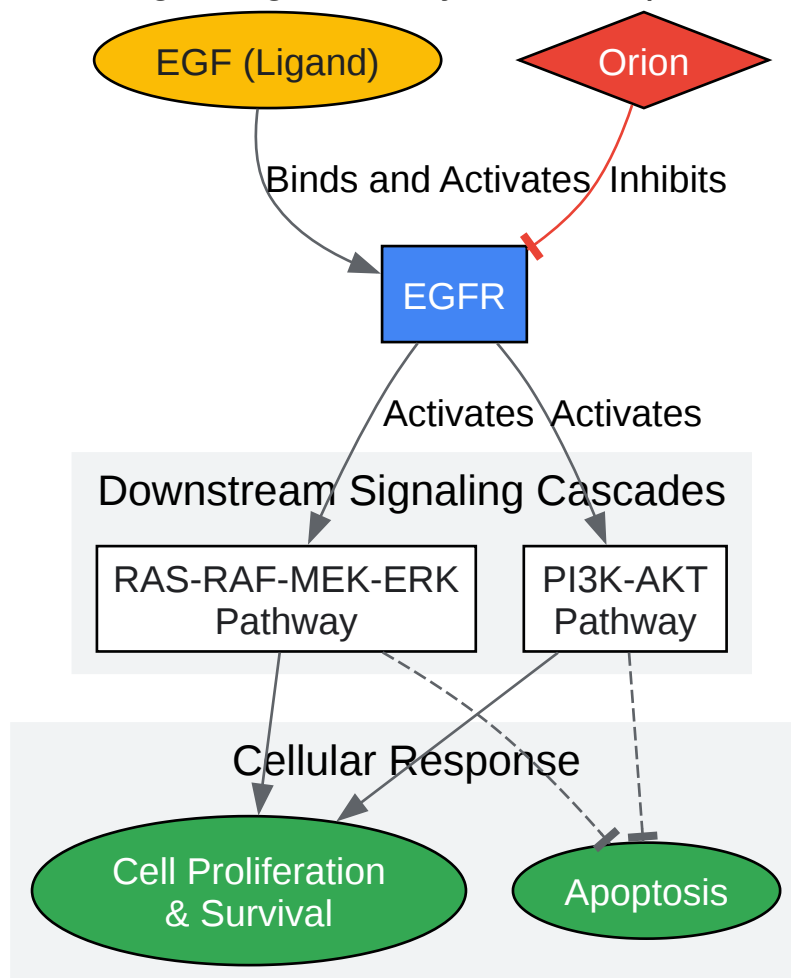 EGF (Ligand)
Orion
Binds and Activates
Inhibits
EGFR
Activates
Activates
Downstream Signaling Cascades
RAS-RAF-MEK-ERK
Pathway
PI3K-AKT
Pathway
Cellular Response
Cell Proliferation
& Survival
Apoptosis